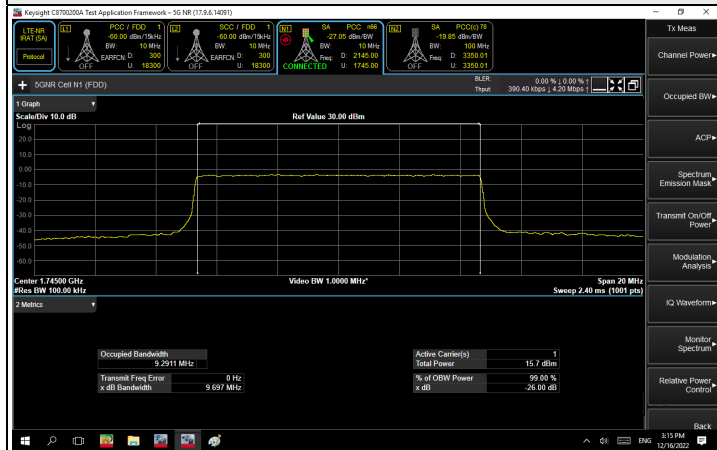 Keysight C8700200A Test Application Framework – 5G NR (17.9.6.14091)
LTE-NR
IRAT (SA)
Protocol
L1 PCC / FDD 1
-60.00 dBm/15kHz
BW: 10 MHz
EARFCN: D: 300
OFF U: 18300
L2 SCC / FDD 1
-60.00 dBm/15kHz
BW: 10 MHz
EARFCN: D: 300
OFF U: 18300
N1 SA PCC n66
-27.05 dBm/BW
BW: 10 MHz
Freq: D: 2145.00
CONNECTED U: 1745.00
N2 SA PCC(c) 78
-19.85 dBm/BW
BW: 100 MHz
Freq: D: 3350.01
OFF U: 3350.01
5GNR Cell N1 (FDD)
BLER: 0.00 % ↓ 0.00 % ↑
Thput: 390.40 kbps ↓ 4.20 Mbps ↑
1 Graph
Scale/Div 10.0 dB
Ref Value 30.00 dBm
Log
20.0
10.0
0.00
-10.0
-20.0
-30.0
-40.0
-50.0
-60.0
Center 1.74500 GHz
#Res BW 100.00 kHz
Video BW 1.0000 MHz*
Span 20 MHz
Sweep 2.40 ms (1001 pts)
2 Metrics
Occupied Bandwidth
9.2911 MHz
Transmit Freq Error 0 Hz
x dB Bandwidth 9.697 MHz
Active Carrier(s) 1
Total Power 15.7 dBm
% of OBW Power 99.00 %
x dB -26.00 dB
Tx Meas
Channel Power
Occupied BW
ACP
Spectrum
Emission Mask
Transmit On/Off
Power
Modulation
Analysis
IQ Waveform
Monitor
Spectrum
Relative Power
Control
Back
ENG
3:15 PM
12/16/2022